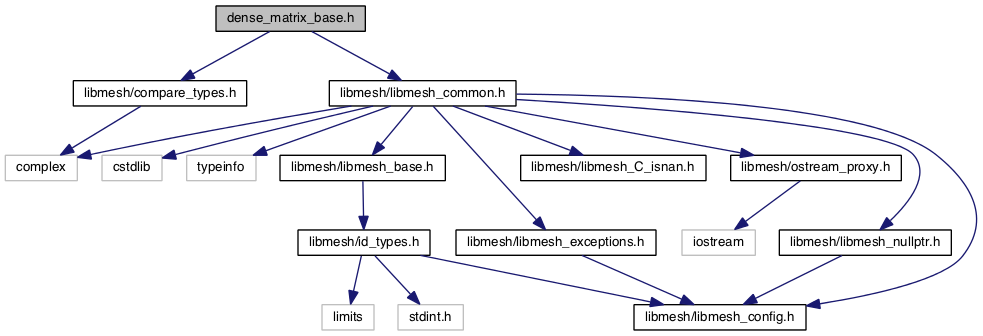 dense_matrix_base.h
libmesh/compare_types.h
libmesh/libmesh_common.h
complex
cstdlib
typeinfo
libmesh/libmesh_base.h
libmesh/libmesh_C_isnan.h
libmesh/ostream_proxy.h
libmesh/id_types.h
libmesh/libmesh_exceptions.h
iostream
libmesh/libmesh_nullptr.h
limits
stdint.h
libmesh/libmesh_config.h